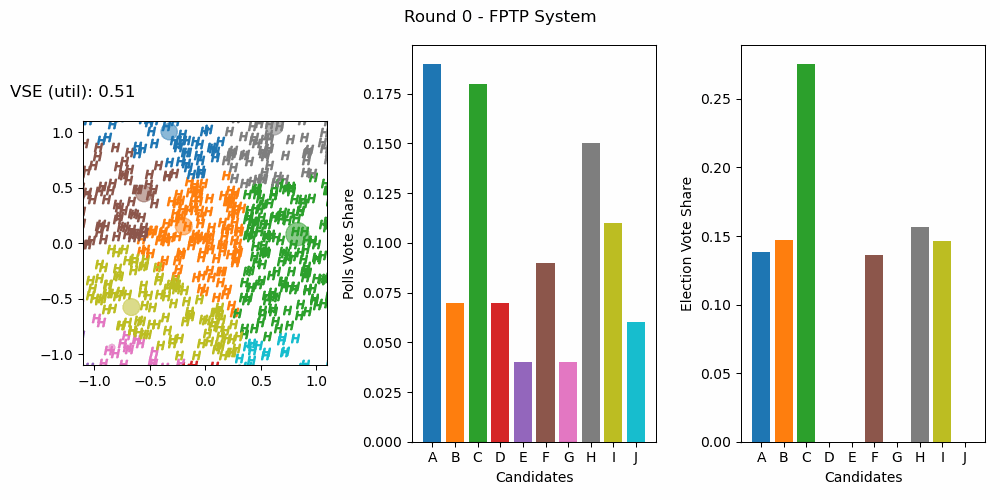 Round 0 - FPTP System
VSE (util): 0.51
1.0
0.5
0.0
−0.5
−1.0
−1.0 −0.5 0.0 0.5 1.0
Polls Vote Share
0.175
0.150
0.125
0.100
0.075
0.050
0.025
0.000
A B C D E F G H I J
Candidates
Election Vote Share
0.25
0.20
0.15
0.10
0.05
0.00
A B C D E F G H I J
Candidates